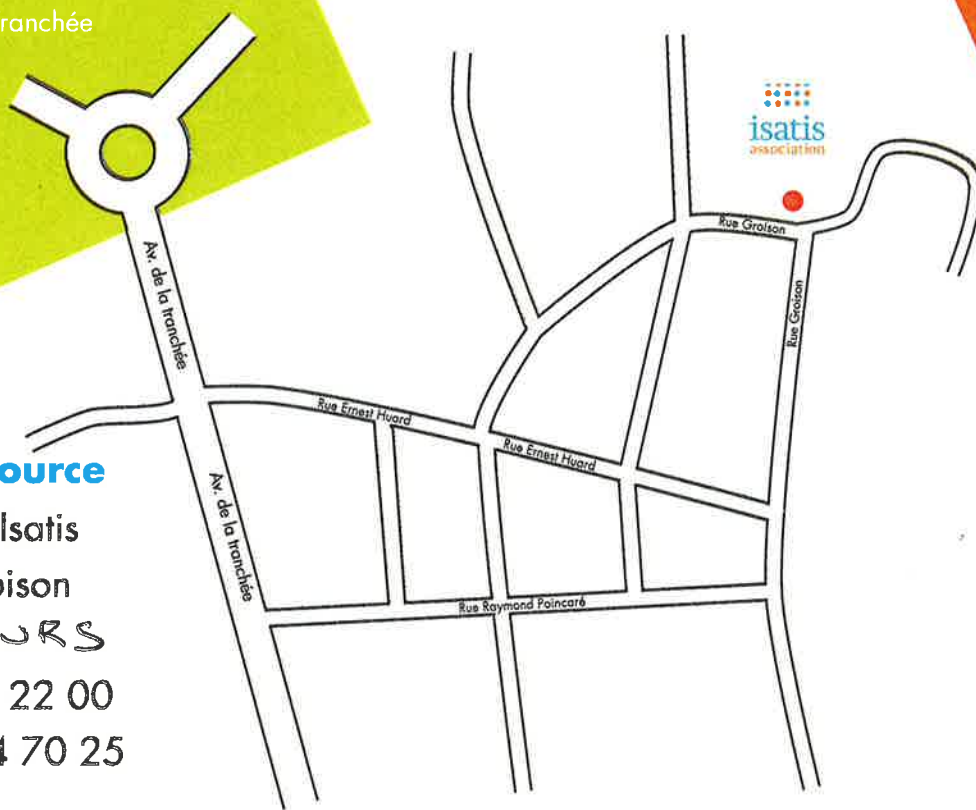 ranchée
isatis
association
Rue Groison
Rue Groison
Av. de la tranchée
Rue Ernest Huard
Rue Ernest Huard
Av. de la tranchée
Rue Raymond Poincaré
ource
Isatis
oison
URS
22 00
4 70 25